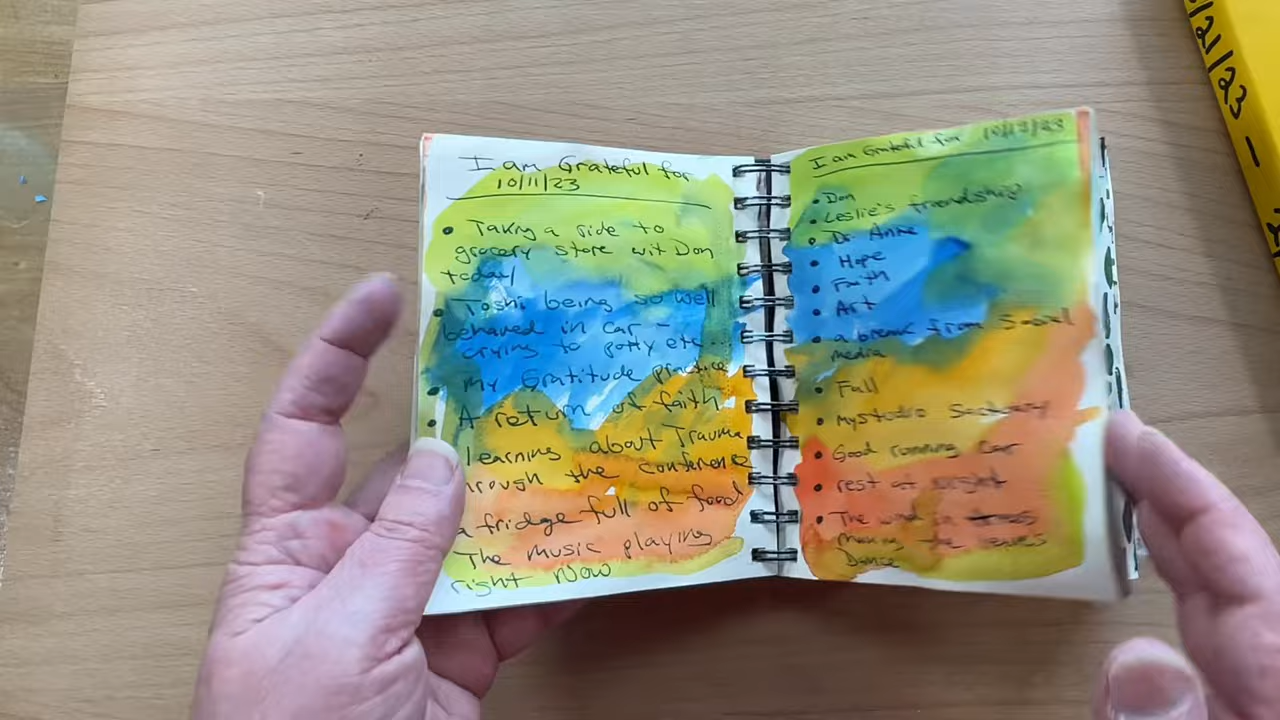 I am Grateful for
10/11/23
• Taking a ride to
grocery store wit Don
today
• Toshi being so well
behaved in car -
crying to potty etc...
• my Gratitude practice
• A return of faith
learning about Trauma
through the conference
a fridge full of food
The music playing
right Now
I am Grateful for
• Don
• Leslie's friendship
• Dr. Anne
• Hope
• Faith
• Art
• a break from Social
media
• Fall
• my studio Sanctuary
• Good running Car
• rest at night
• The wind in
making the leaves
Dance
/21/23 -